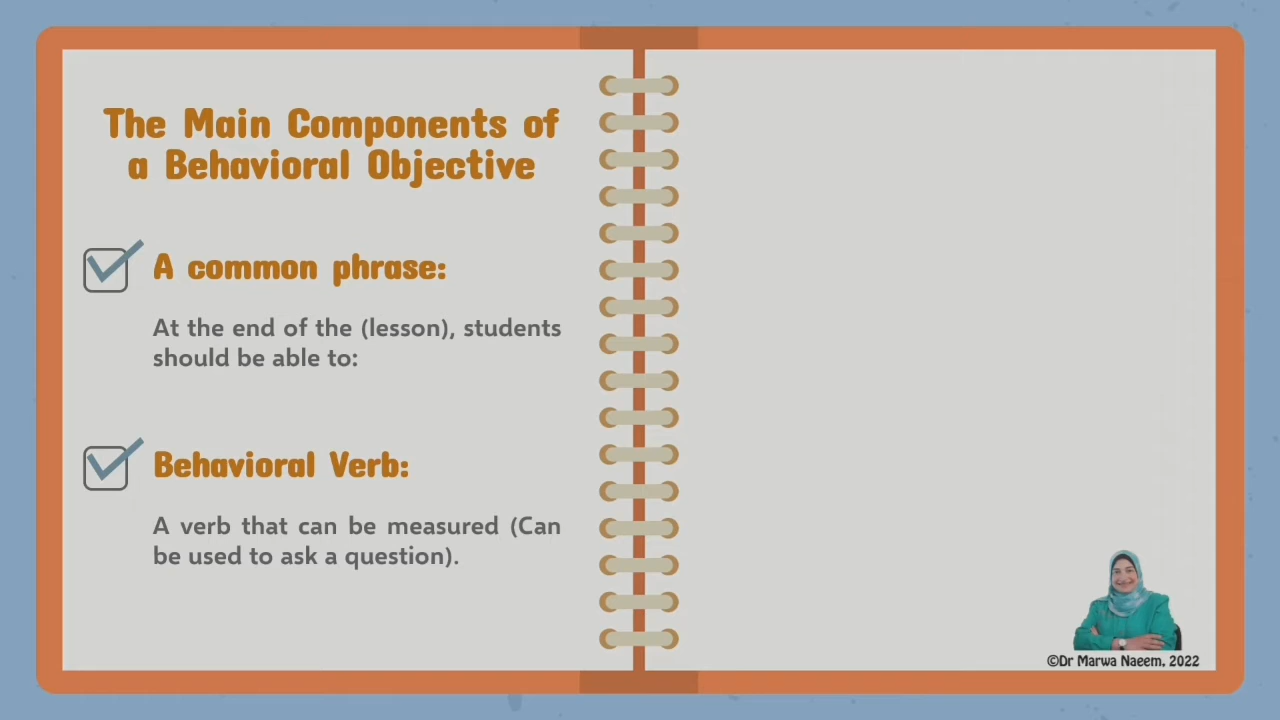 The Main Components of
a Behavioral Objective
A common phrase:
At the end of the (lesson), students
should be able to:
Behavioral Verb:
A verb that can be measured (Can
be used to ask a question).
©Dr Marwa Naeem, 2022